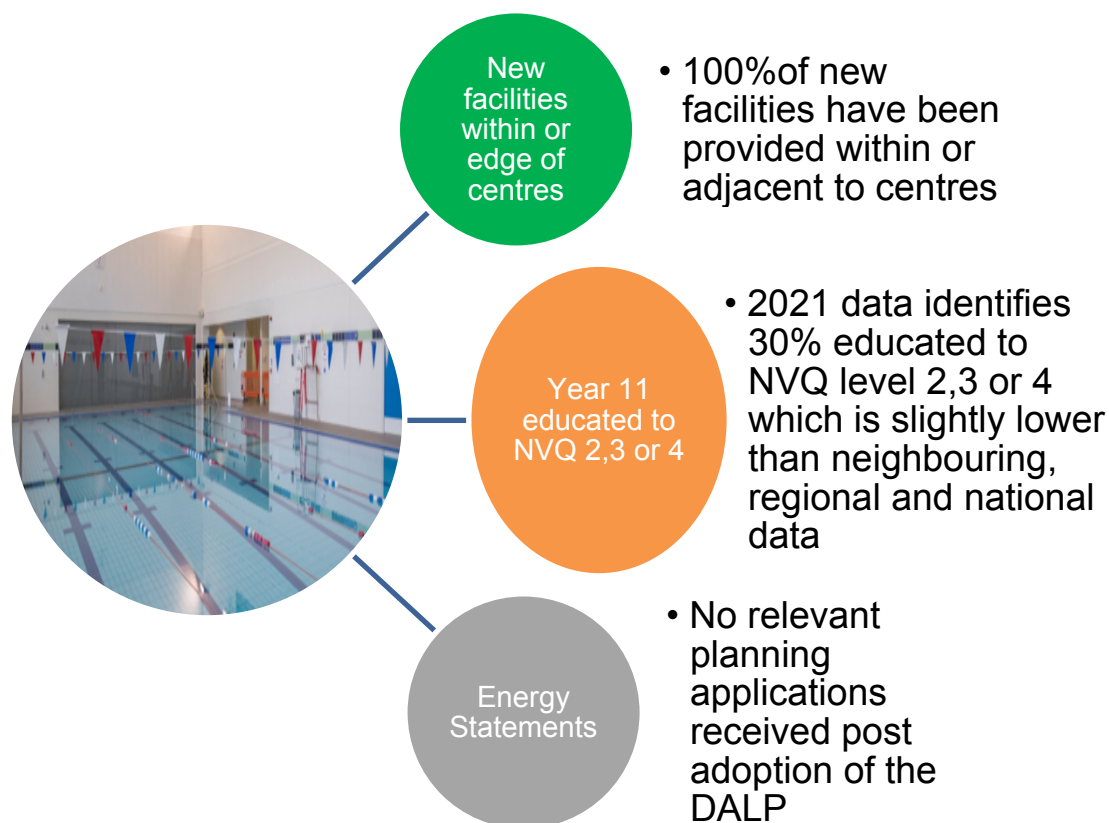 New
facilities
within or
edge of
centres
• 100%of new
facilities have been
provided within or
adjacent to centres
Year 11
educated to
NVQ 2,3 or 4
• 2021 data identifies
30% educated to
NVQ level 2,3 or 4
which is slightly lower
than neighbouring,
regional and national
data
Energy
Statements
• No relevant
planning
applications
received post
adoption of the
DALP